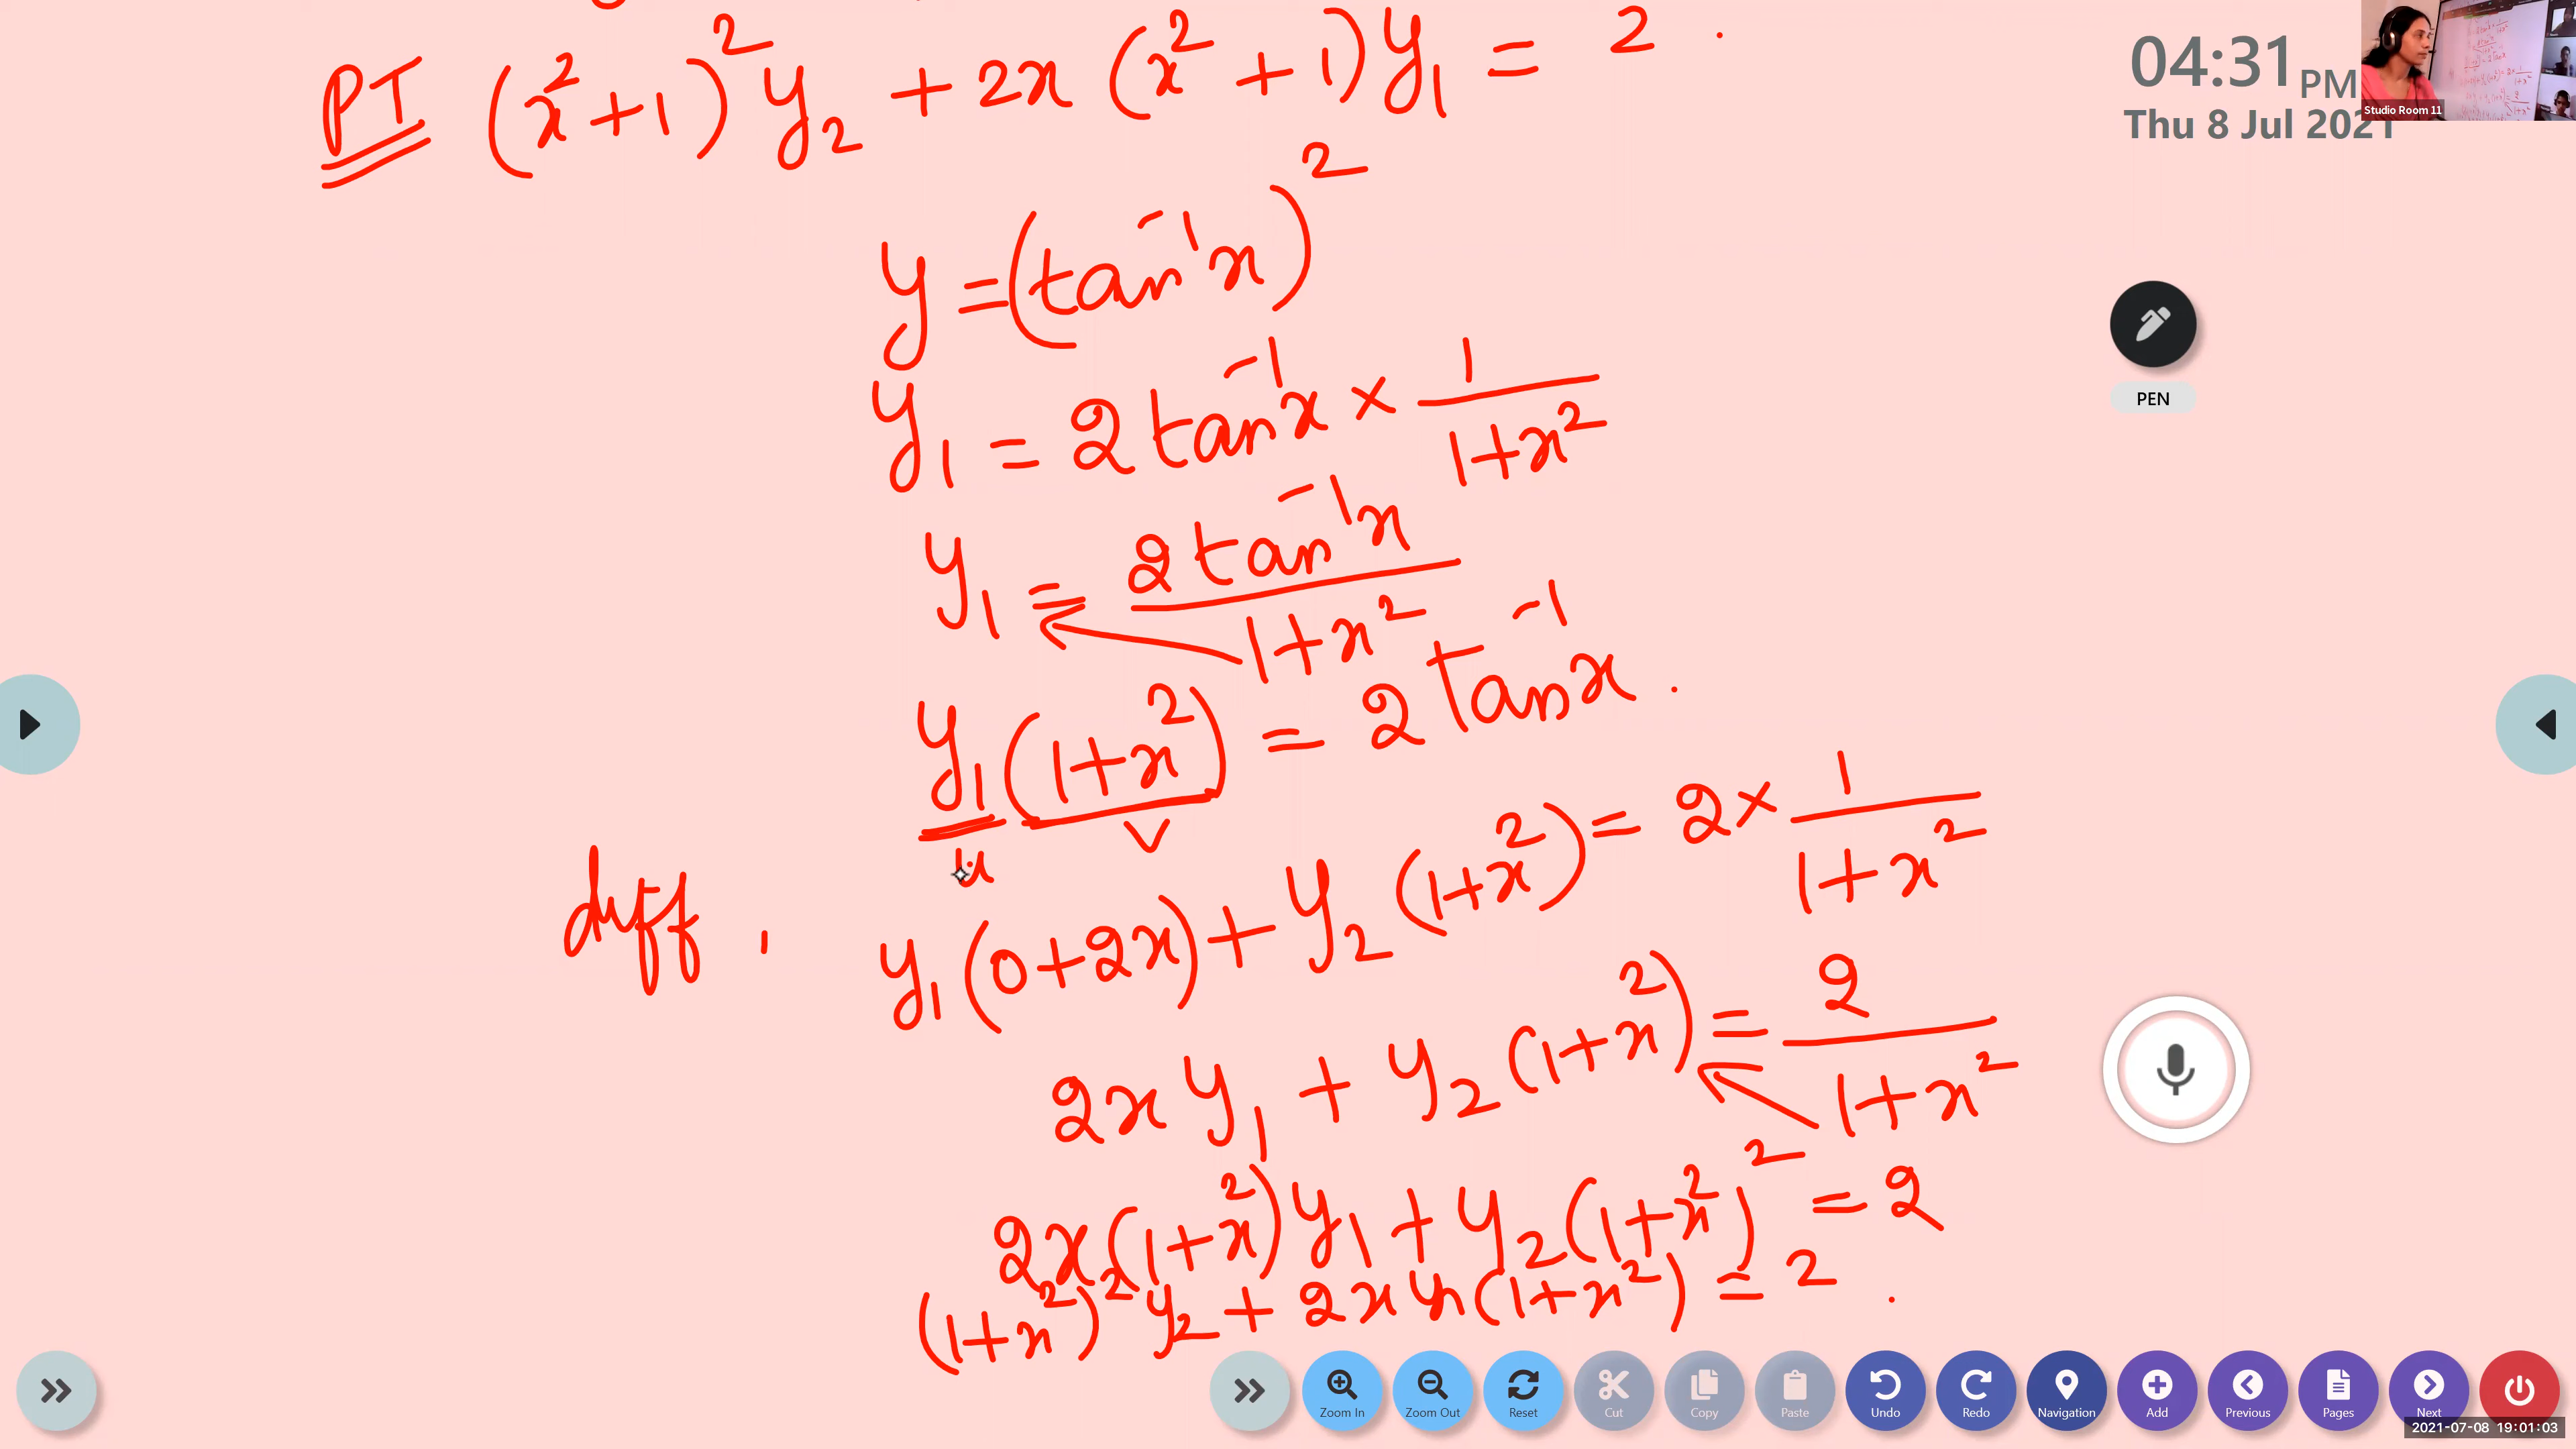 PT (x²+1)² y₂ + 2x (x²+1) y₁ = 2 .
y = (tan⁻¹x)²
y₁ = 2 tan⁻¹x × 1/(1+x²)
y₁ = 2 tan⁻¹x / (1+x²)
y₁ (1+x²) = 2 tan⁻¹x .
u v
diff , y₁ (0+2x) + y₂ (1+x²) = 2 × 1/(1+x²)
2x y₁ + y₂ (1+x²) = 2/(1+x²)
2x (1+x²) y₁ + y₂ (1+x²)² = 2
(1+x²)² y₂ + 2x y₁ (1+x²) = 2 .
04:31 PM
Thu 8 Jul 2021
Studio Room 11
PEN
Zoom In
Zoom Out
Reset
Cut
Copy
Paste
Undo
Redo
Navigation
Add
Previous
Pages
Next
2021-07-08 19:01:03